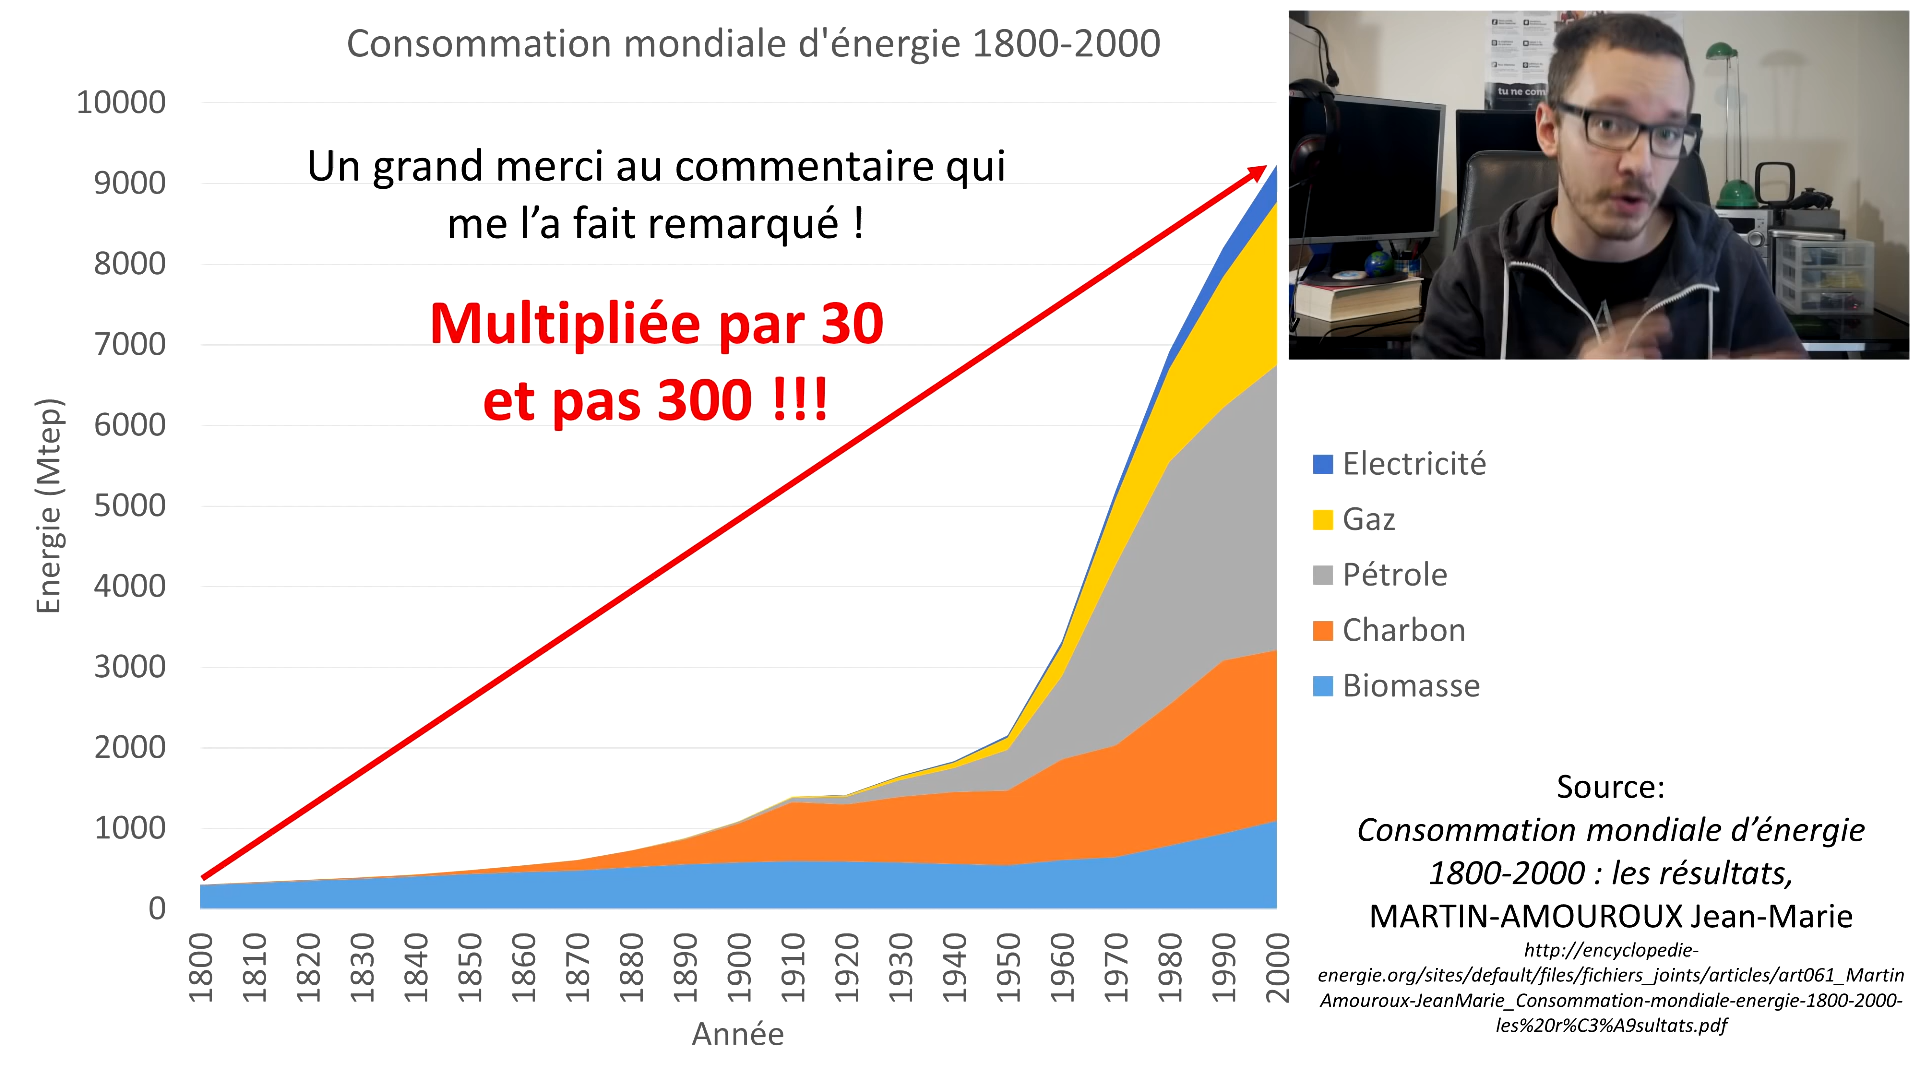 Consommation mondiale d'énergie 1800-2000
10000
9000
8000
7000
6000
5000
4000
3000
2000
1000
0
Energie (Mtep)
Un grand merci au commentaire qui
me l’a fait remarqué !
Multipliée par 30
et pas 300 !!!
1800
1810
1820
1830
1840
1850
1860
1870
1880
1890
1900
1910
1920
1930
1940
1950
1960
1970
1980
1990
2000
Année
tu ne com
Electricité
Gaz
Pétrole
Charbon
Biomasse
Source:
Consommation mondiale d’énergie
1800-2000 : les résultats,
MARTIN-AMOUROUX Jean-Marie
http://encyclopedie-
energie.org/sites/default/files/fichiers_joints/articles/art061_Martin
Amouroux-JeanMarie_Consommation-mondiale-energie-1800-2000-
les%20r%C3%A9sultats.pdf